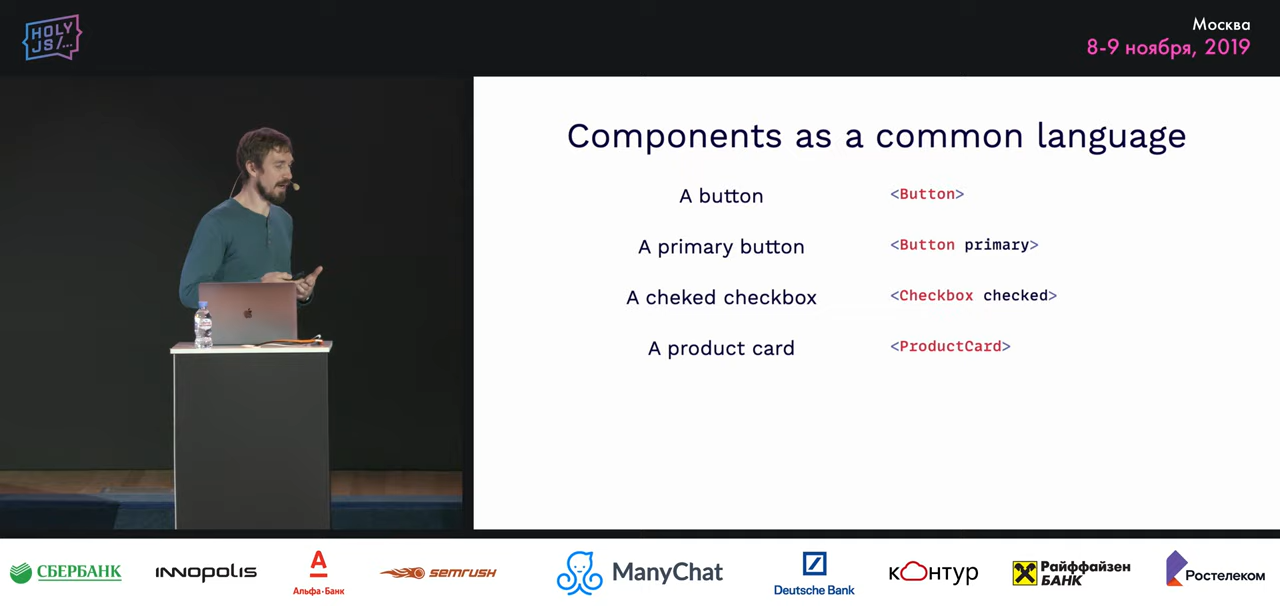 HOLY
JS/...
Москва
8-9 ноября, 2019
Components as a common language
A button <Button>
A primary button <Button primary>
A cheked checkbox <Checkbox checked>
A product card <ProductCard>
СБЕРБАНК
INNOPOLIS
Альфа·Банк
semrush
ManyChat
Deutsche Bank
кОнтур
Райффайзен
БАНК
Ростелеком